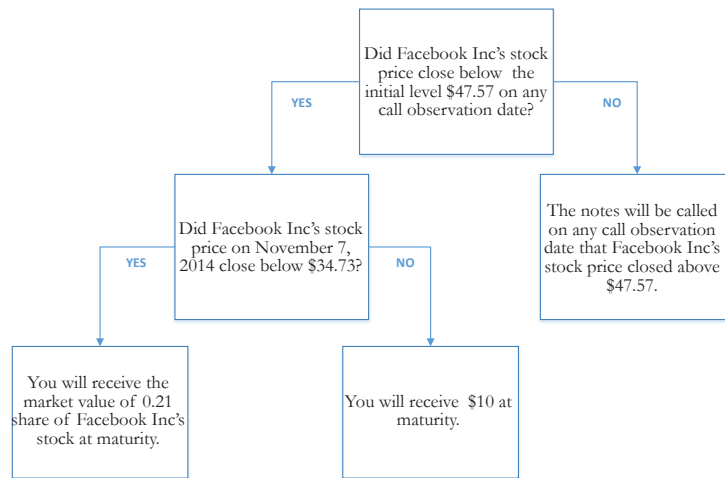 Did Facebook Inc's stock
price close below the
initial level $47.57 on any
call observation date?
YES
NO
Did Facebook Inc's stock
price on November 7,
2014 close below $34.73?
The notes will be called
on any call observation
date that Facebook Inc's
stock price closed above
$47.57.
YES
NO
You will receive the
market value of 0.21
share of Facebook Inc's
stock at maturity.
You will receive $10 at
maturity.